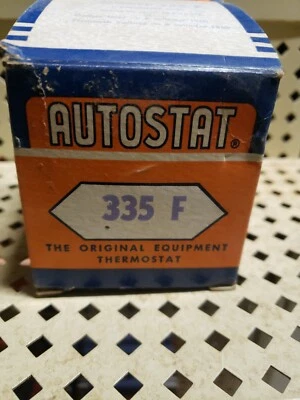 AUTOSTAT®
335 F
THE ORIGINAL EQUIPMENT
THERMOSTAT